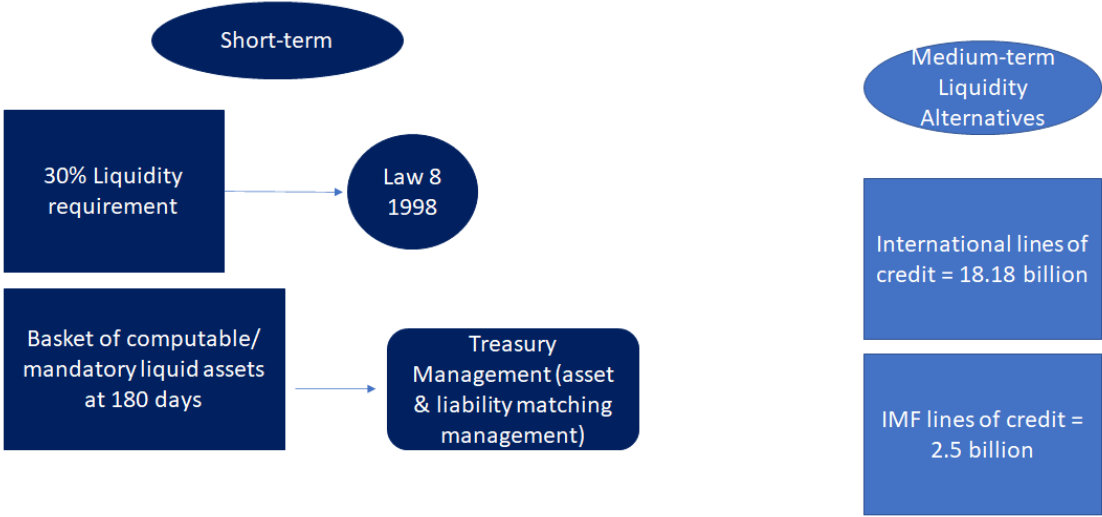 Short-term
30% Liquidity
requirement
Law 8
1998
Basket of computable/
mandatory liquid assets
at 180 days
Treasury
Management (asset
& liability matching
management)
Medium-term
Liquidity
Alternatives
International lines of
credit = 18.18 billion
IMF lines of credit =
2.5 billion